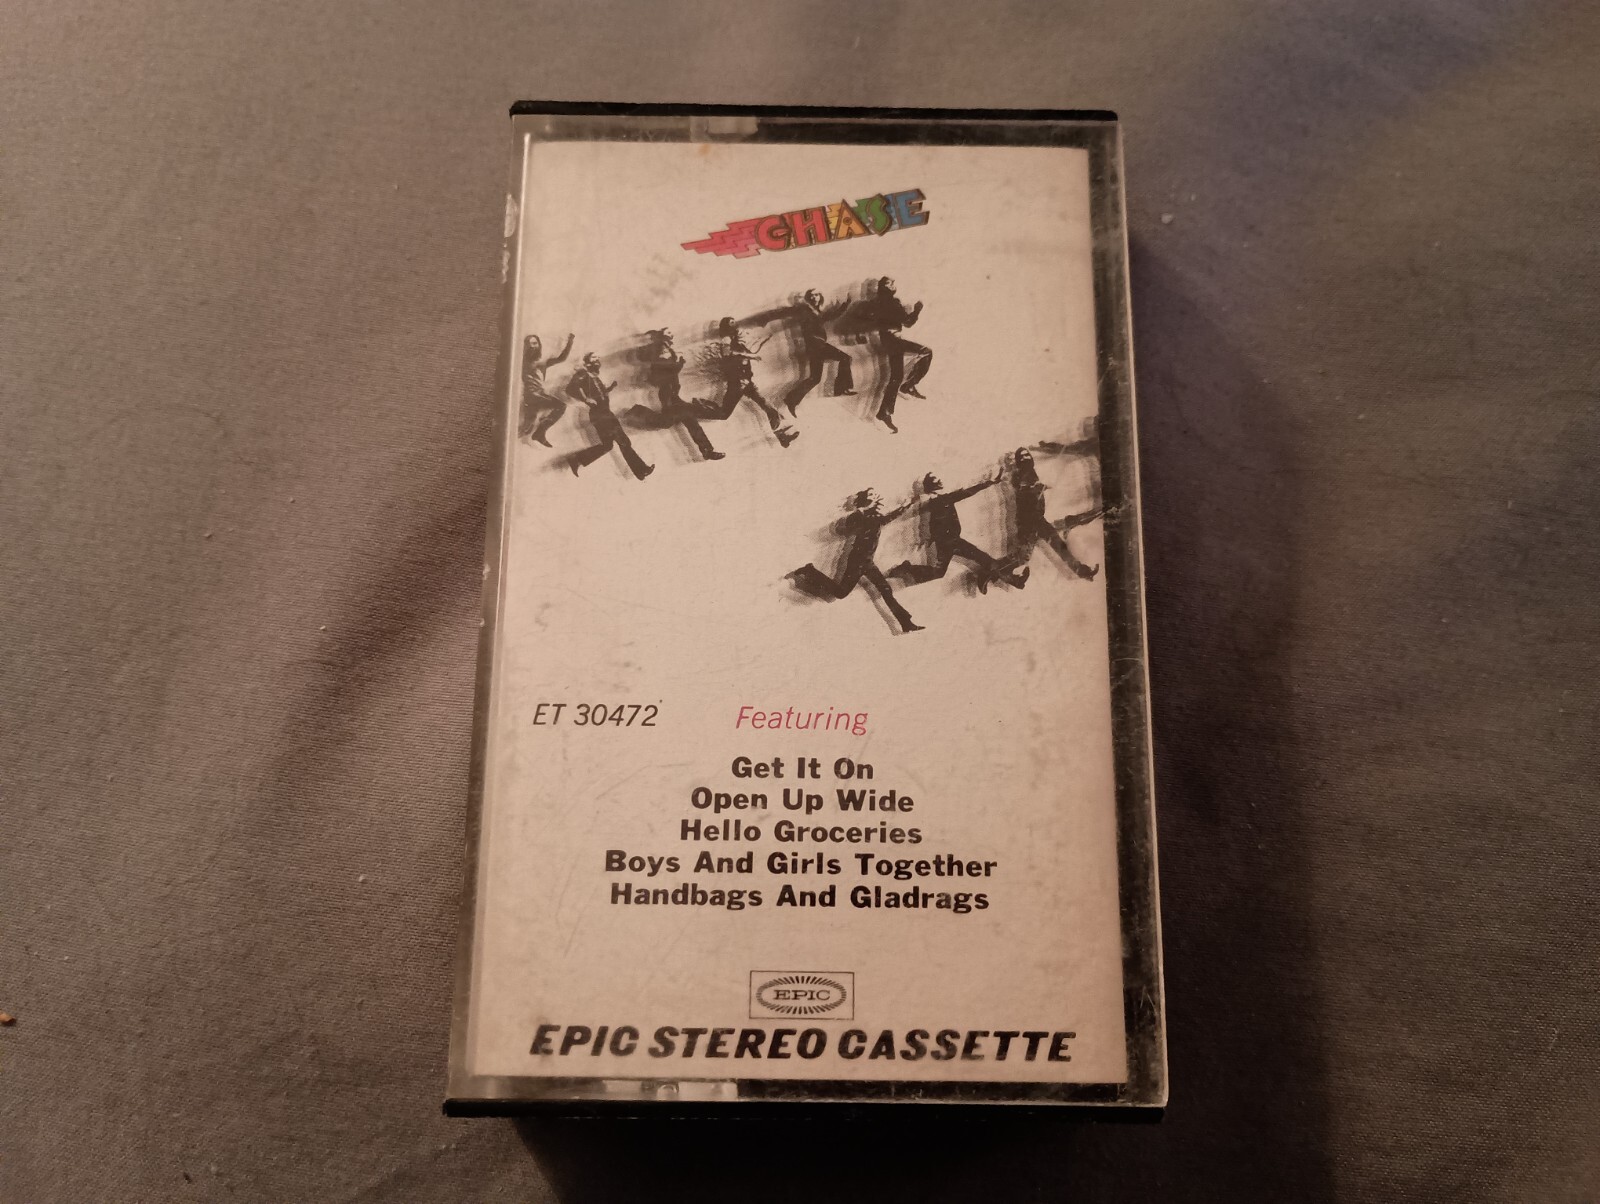 CHASE
ET 30472
Featuring
Get It On
Open Up Wide
Hello Groceries
Boys And Girls Together
Handbags And Gladrags
EPIC
EPIC STEREO CASSETTE